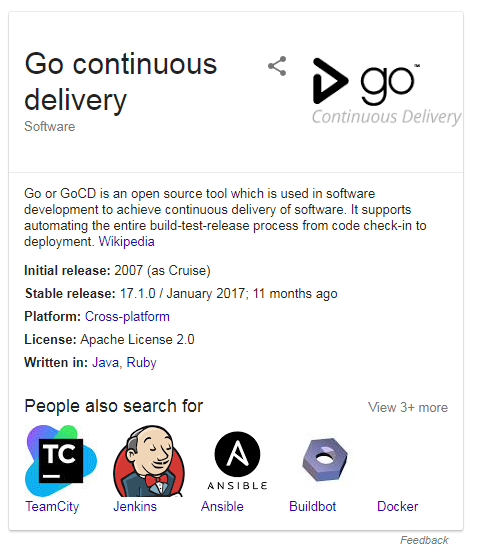 Go continuous
delivery
Software
go™
Continuous Delivery
Go or GoCD is an open source tool which is used in software
development to achieve continuous delivery of software. It supports
automating the entire build-test-release process from code check-in to
deployment. Wikipedia
Initial release: 2007 (as Cruise)
Stable release: 17.1.0 / January 2017; 11 months ago
Platform: Cross-platform
License: Apache License 2.0
Written in: Java, Ruby
People also search for
View 3+ more
TC
A
ANSIBLE
TeamCity
Jenkins
Ansible
Buildbot
Docker
Feedback